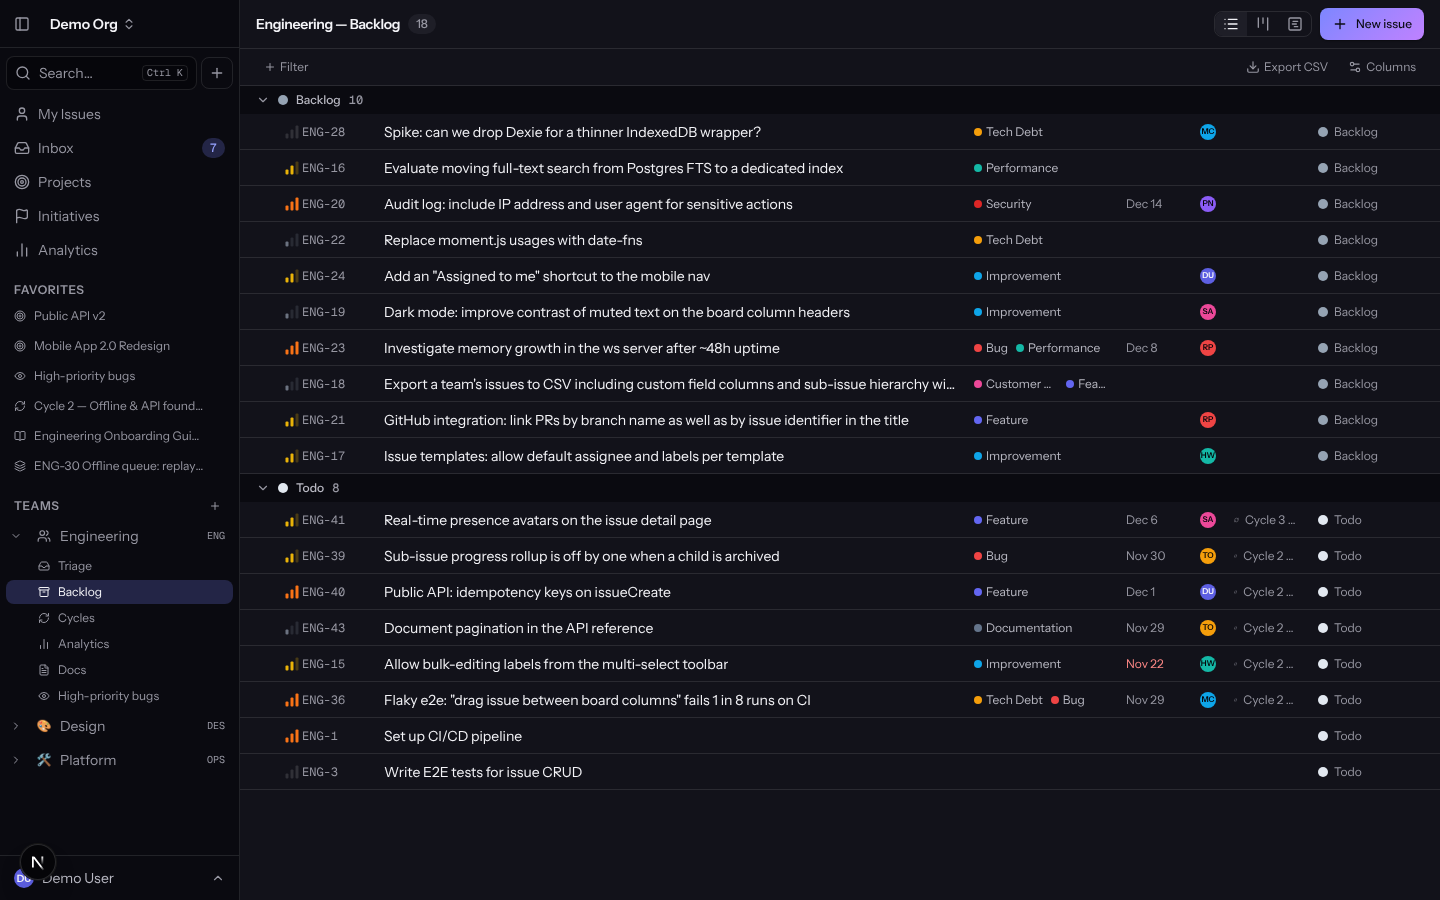 Demo Org
Search...
Ctrl K
My Issues
Inbox 7
Projects
Initiatives
Analytics
FAVORITES
Public API v2
Mobile App 2.0 Redesign
High-priority bugs
Cycle 2 — Offline & API found...
Engineering Onboarding Gui...
ENG-30 Offline queue: replay...
TEAMS
Engineering ENG
Triage
Backlog
Cycles
Analytics
Docs
High-priority bugs
Design DES
Platform OPS
N
DU Demo User
Engineering — Backlog 18
New issue
Filter
Export CSV
Columns
Backlog 10
ENG-28 Spike: can we drop Dexie for a thinner IndexedDB wrapper? Tech Debt MC Backlog
ENG-16 Evaluate moving full-text search from Postgres FTS to a dedicated index Performance Backlog
ENG-20 Audit log: include IP address and user agent for sensitive actions Security Dec 14 PN Backlog
ENG-22 Replace moment.js usages with date-fns Tech Debt Backlog
ENG-24 Add an "Assigned to me" shortcut to the mobile nav Improvement DU Backlog
ENG-19 Dark mode: improve contrast of muted text on the board column headers Improvement SA Backlog
ENG-23 Investigate memory growth in the ws server after ~48h uptime Bug Performance Dec 8 RP Backlog
ENG-18 Export a team's issues to CSV including custom field columns and sub-issue hierarchy wi... Customer ... Fea... Backlog
ENG-21 GitHub integration: link PRs by branch name as well as by issue identifier in the title Feature RP Backlog
ENG-17 Issue templates: allow default assignee and labels per template Improvement HW Backlog
Todo 8
ENG-41 Real-time presence avatars on the issue detail page Feature Dec 6 SA Cycle 3 ... Todo
ENG-39 Sub-issue progress rollup is off by one when a child is archived Bug Nov 30 TO Cycle 2 ... Todo
ENG-40 Public API: idempotency keys on issueCreate Feature Dec 1 DU Cycle 2 ... Todo
ENG-43 Document pagination in the API reference Documentation Nov 29 TO Cycle 2 ... Todo
ENG-15 Allow bulk-editing labels from the multi-select toolbar Improvement Nov 22 HW Cycle 2 ... Todo
ENG-36 Flaky e2e: "drag issue between board columns" fails 1 in 8 runs on CI Tech Debt Bug Nov 29 MC Cycle 2 ... Todo
ENG-1 Set up CI/CD pipeline Todo
ENG-3 Write E2E tests for issue CRUD Todo